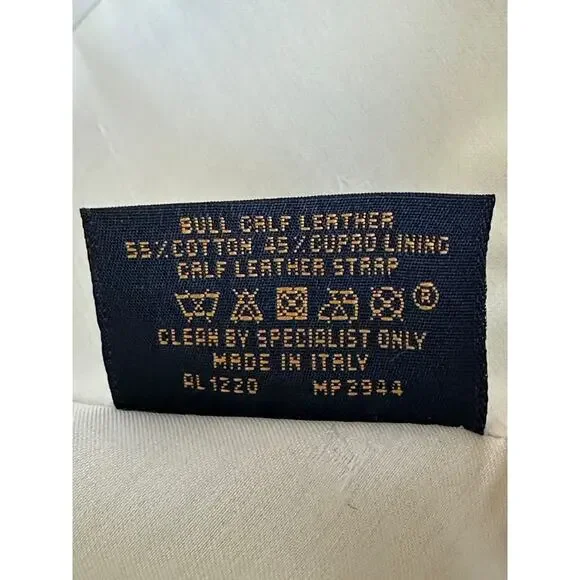 BULL CALF LEATHER
55% COTTON 45% CUPRO LINING
CALF LEATHER STRAP
®
CLEAN BY SPECIALIST ONLY
MADE IN ITALY
AL1220 MP2944